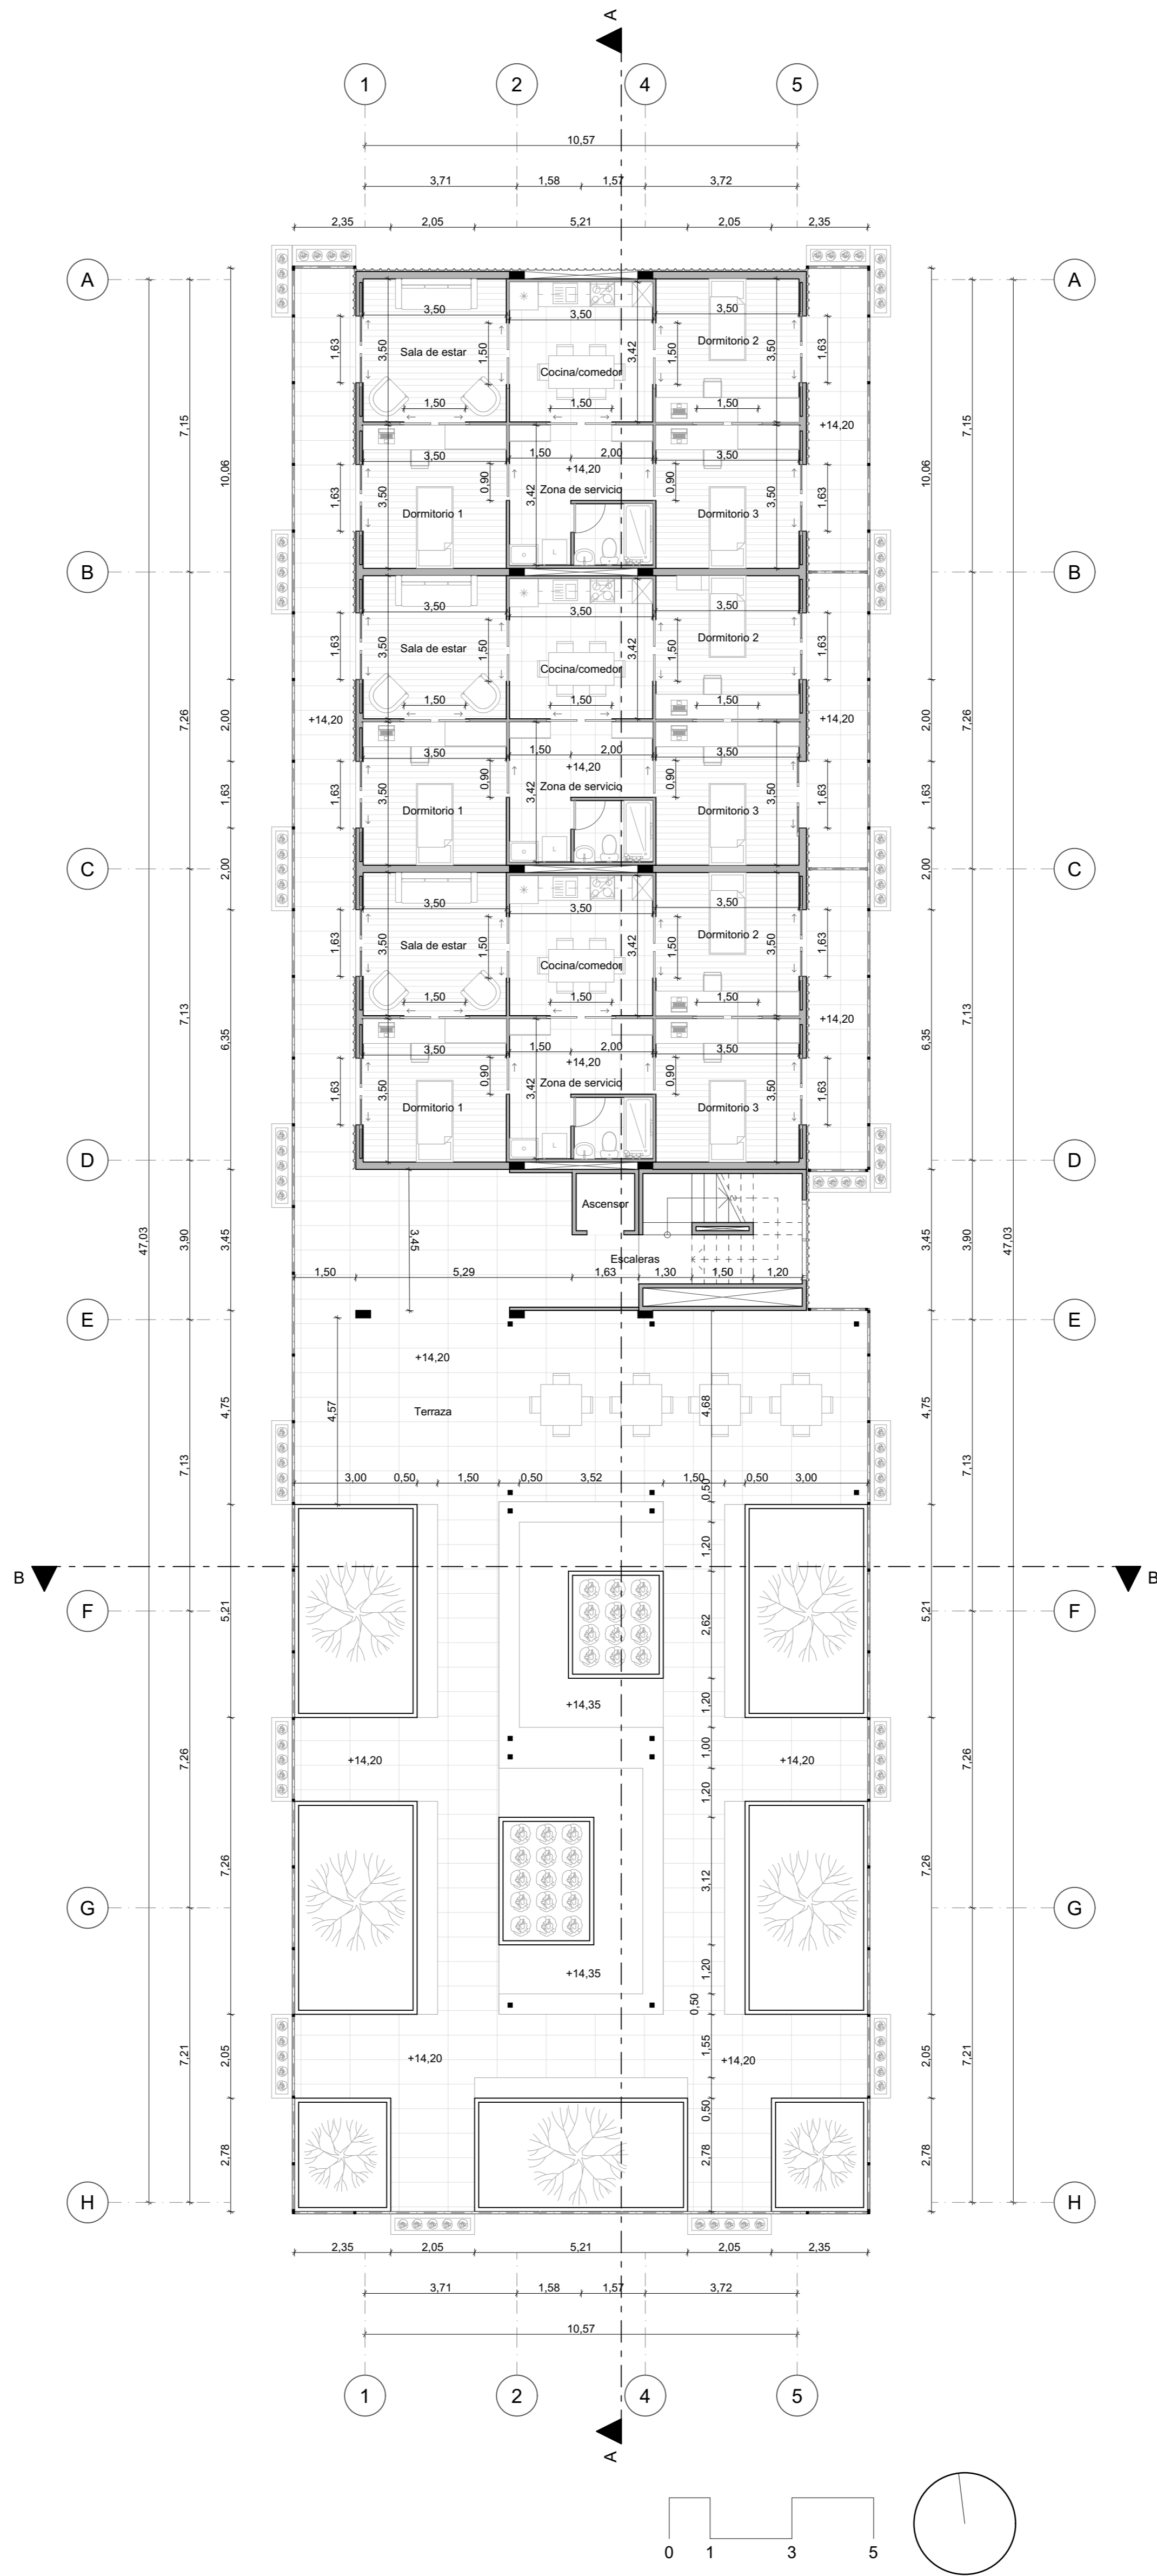 A
1 2 4 5
10,57
3,71 1,58 1,57 3,72
2,35 2,05 5,21 2,05 2,35
A A
3,50 3,50 3,50
Sala de estar Dormitorio 2
1,63 3,50 1,50 3,42 1,50 3,50 1,63
Cocina/comedor
1,50 1,50 1,50
7,15 +14,20 7,15
3,50 1,50 2,00 3,50
10,06 +14,20 10,06
1,63 3,50 0,90 3,42 Zona de servicio 0,90 3,50 1,63
Dormitorio 1 Dormitorio 3
L
B B
3,50 3,50 3,50
Sala de estar Dormitorio 2
1,63 3,50 1,50 3,42 1,50 3,50 1,63
Cocina/comedor
1,50 1,50 1,50
7,26 2,00 +14,20 +14,20 2,00 7,26
3,50 1,50 2,00 3,50
+14,20
1,63 1,63 3,50 0,90 3,42 Zona de servicio 0,90 3,50 1,63 1,63
Dormitorio 1 Dormitorio 3
L
C 2,00 2,00 C
3,50 3,50 3,50
Sala de estar Dormitorio 2
1,63 3,50 1,50 3,42 1,50 3,50 1,63
Cocina/comedor
1,50 1,50 1,50
7,13 6,35 +14,20 6,35 7,13
3,50 1,50 2,00 3,50
+14,20
1,63 3,50 0,90 3,42 Zona de servicio 0,90 3,50 1,63
Dormitorio 1 Dormitorio 3
L
D D
Ascensor
47,03 3,90 3,45 3,45 3,45 3,90 47,03
Escaleras
1,50 5,29 1,63 1,30 1,50 1,20
E E
+14,20
4,75 4,57 Terraza 4,68 4,75
7,13 7,13
3,00 0,50 1,50 0,50 3,52 1,50 0,50 3,00
0,50
1,20
B B
F 5,21 2,62 5,21 F
+14,35 1,20
1,00
7,26 +14,20 +14,20 7,26
1,20
7,26 3,12 7,26
G G
+14,35 1,20
0,50
1,55
7,21 2,05 +14,20 +14,20 2,05 7,21
0,50
2,78 2,78 2,78
H H
2,35 2,05 5,21 2,05 2,35
3,71 1,58 1,57 3,72
10,57
1 2 4 5
A
0 1 3 5